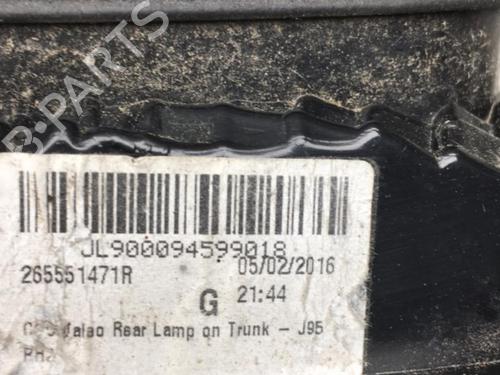 B-PARTS
JL900094599018
265551471R
05/02/2016
G
21:44
Valeo Rear Lamp on Trunk - J95